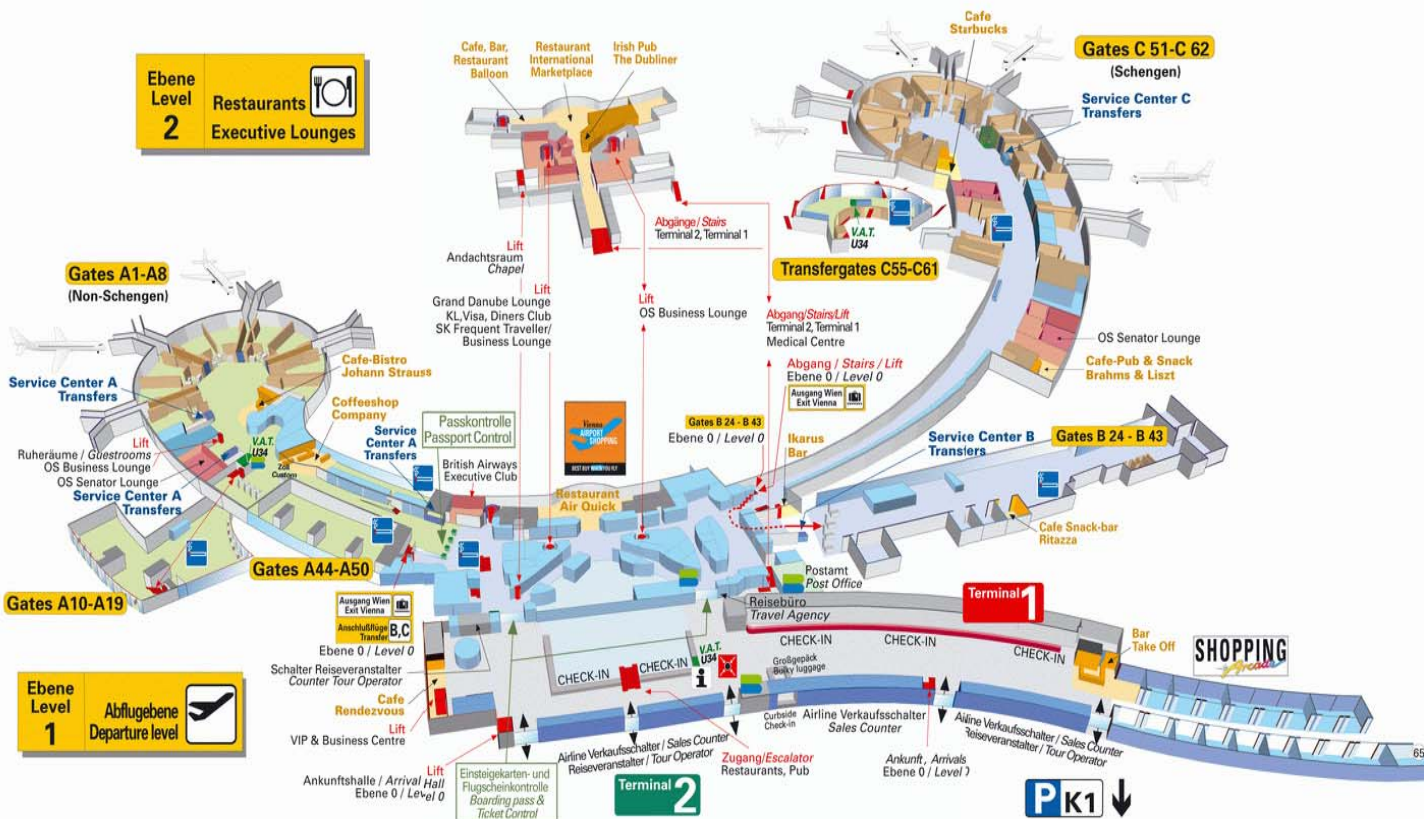 Ebene
Level
2
Restaurants
Executive Lounges
Cafe, Bar,
Restaurant
Balloon
Restaurant
International
Marketplace
Irish Pub
The Dubliner
Cafe
Starbucks
Gates C 51-C 62
(Schengen)
Service Center C
Transfers
Abgänge/Stairs
Terminal 2, Terminal 1
V.A.T.
U34
Transfergates C55-C61
Lift
Andachtsraum
Chapel
Lift
Grand Danube Lounge
KL,Visa, Diners Club
SK Frequent Traveller/
Business Lounge
Lift
OS Business Lounge
Abgang/Stairs/Lift
Terminal 2, Terminal 1
Medical Centre
OS Senator Lounge
Cafe-Pub & Snack
Brahms & Liszt
Gates A1-A8
(Non-Schengen)
Service Center A
Transfers
Cafe-Bistro
Johann Strauss
Coffeeshop
Company
Lift
Ruheräume / Guestrooms
OS Business Lounge
OS Senator Lounge
V.A.T.
U34
Zoll
Customs
Service Center A
Transfers
Passkontrolle
Passport Control
Service
Center A
Transfers
British Airways
Executive Club
Vienna
AIRPORT
SHOPPING
BEST BUY WHEN YOU FLY
Restaurant
Air Quick
Abgang / Stairs / Lift
Ebene 0 / Level 0
Ausgang Wien
Exit Vienna
Gates B 24 - B 43
Ebene 0 / Level 0
Ikarus
Bar
Service Center B
Transfers
Gates B 24 - B 43
Cafe Snack-bar
Ritazza
Gates A10-A19
Gates A44-A50
Ausgang Wien
Exit Vienna
Anschlußflüge
Transfer
B,C
Ebene 0 / Level 0
Postamt
Post Office
Reisebüro
Travel Agency
Terminal 1
CHECK-IN
CHECK-IN
CHECK-IN
Bar
Take Off
SHOPPING
Arcade
Ebene
Level
1
Abflugebene
Departure level
Schalter Reiseveranstalter
Counter Tour Operator
Cafe
Rendezvous
Lift
VIP & Business Centre
CHECK-IN
CHECK-IN
V.A.T.
U34
i
Großgepäck
Bulky luggage
Curbside
Check-in
Airline Verkaufsschalter
Sales Counter
Airline Verkaufsschalter / Sales Counter
Reiseveranstalter / Tour Operator
Lift
Ankunftshalle / Arrival Hall
Ebene 0 / Level 0
Einsteigekarten- und
Flugscheinkontrolle
Boarding pass &
Ticket Control
Airline Verkaufsschalter / Sales Counter
Reiseveranstalter / Tour Operator
Terminal 2
Zugang/Escalator
Restaurants, Pub
Ankunft, Arrivals
Ebene 0 / Level
P K1
65